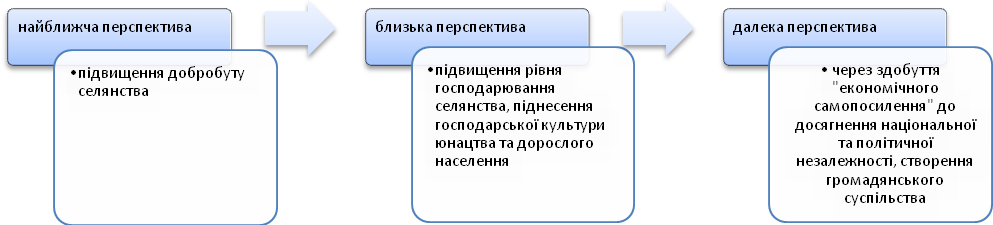 найближча перспектива
•підвищення добробуту
селянства
близька перспектива
•підвищення рівня
господарювання
селянства, піднесення
господарської культури
юнацтва та дорослого
населення
далека перспектива
• через здобуття
"економічного
самопосилення" до
досягнення національної
та політичної
незалежності, створення
громадянського
суспільства